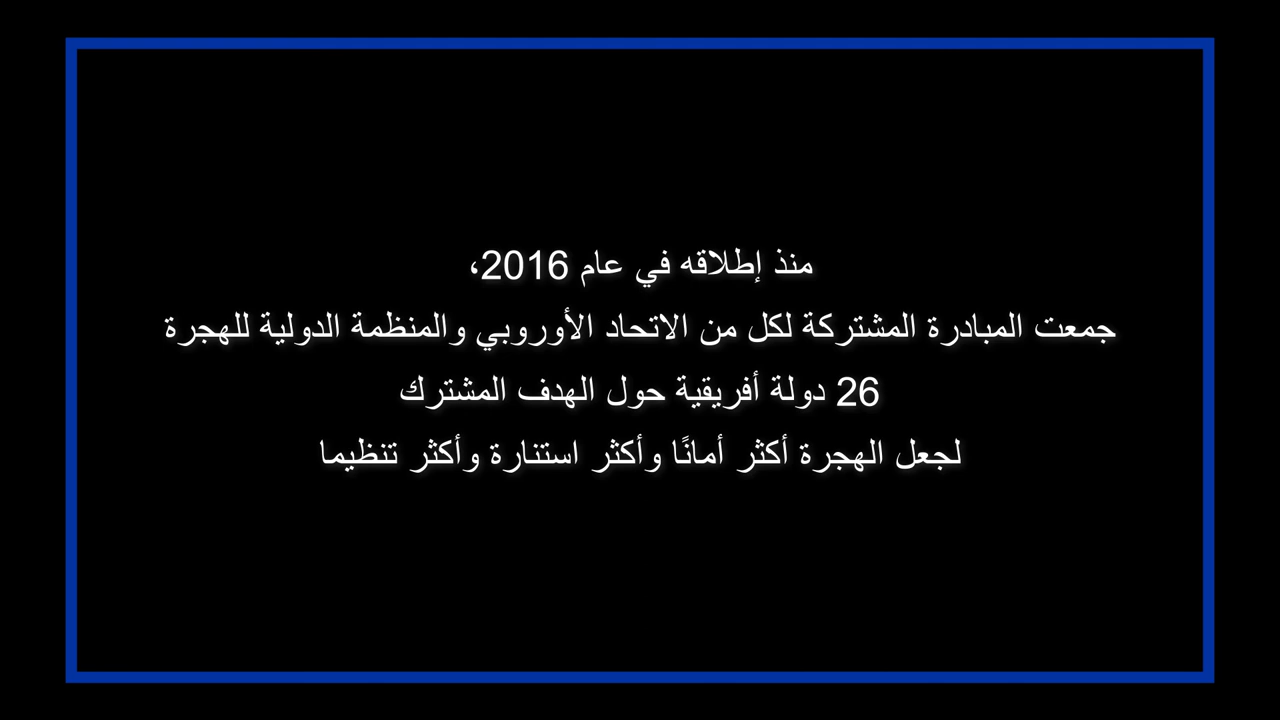 منذ إطلاقه في عام 2016،
جمعت المبادرة المشتركة لكل من الاتحاد الأوروبي والمنظمة الدولية للهجرة
26 دولة أفريقية حول الهدف المشترك
لجعل الهجرة أكثر أمانًا وأكثر استنارة وأكثر تنظيما